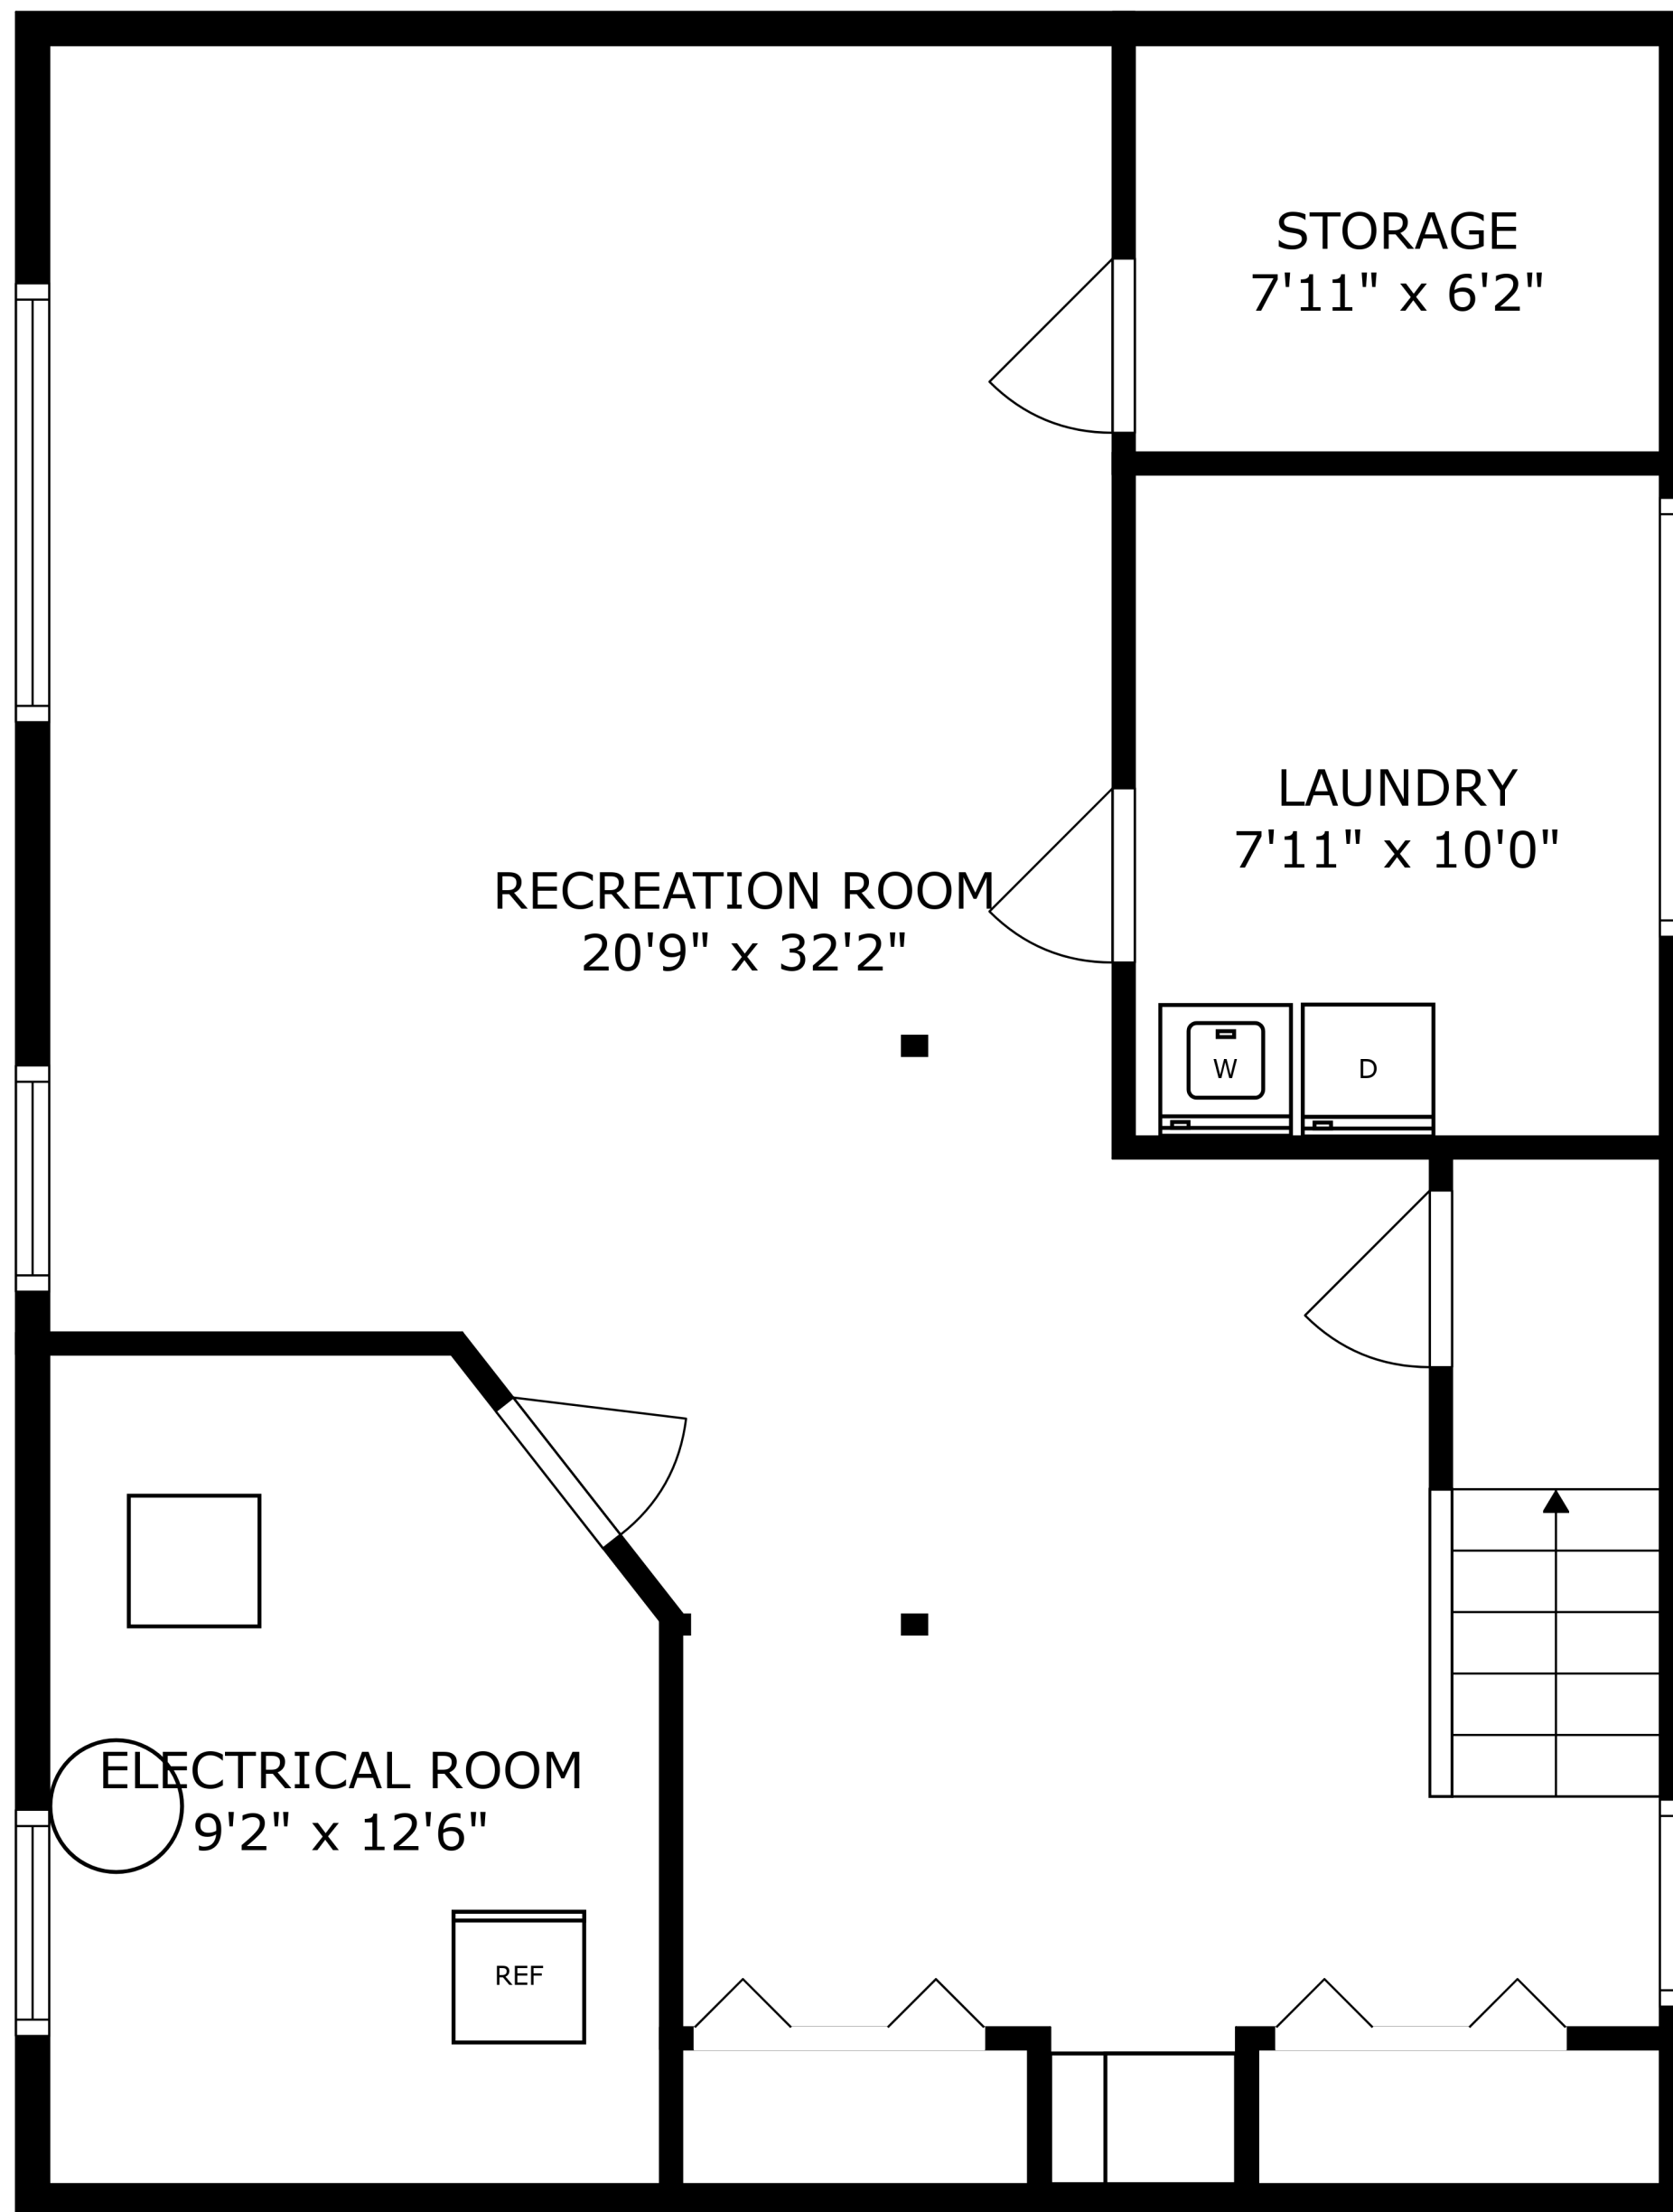 STORAGE
7'11" x 6'2"
LAUNDRY
7'11" x 10'0"
RECREATION ROOM
20'9" x 32'2"
W
D
ELECTRICAL ROOM
9'2" x 12'6"
REF